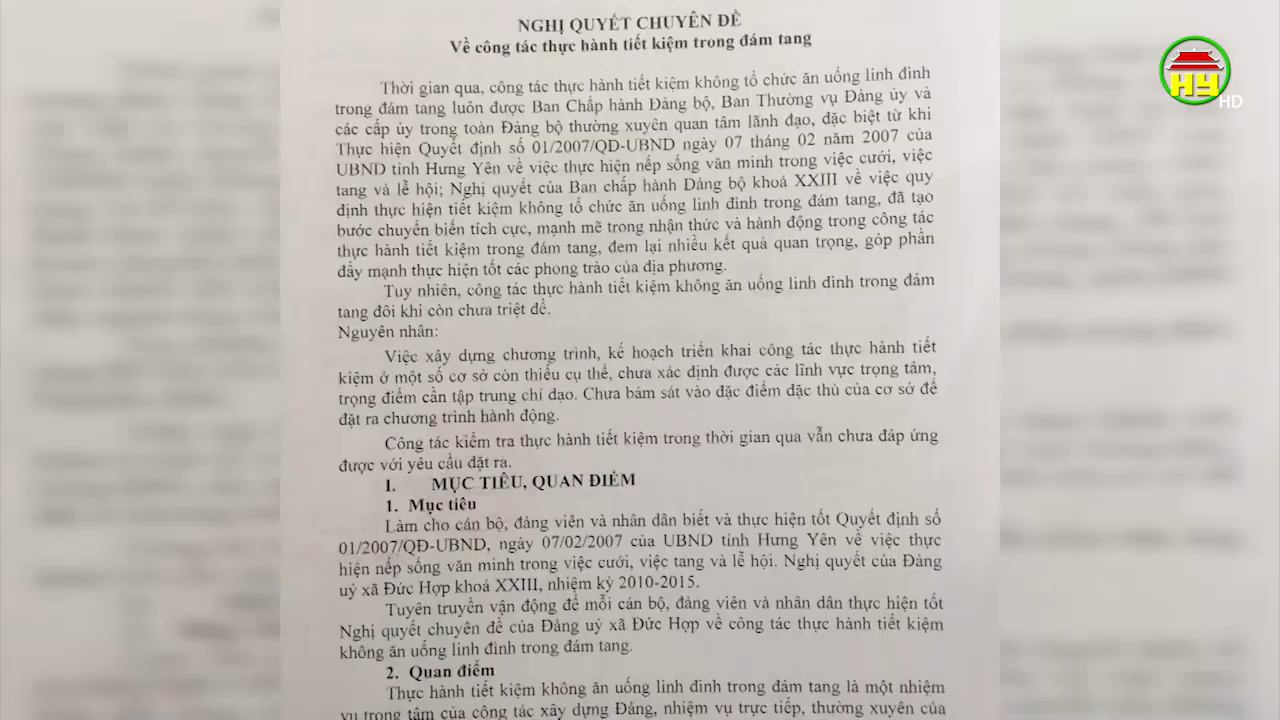 NGHỊ QUYẾT CHUYÊN ĐỀ
Về công tác thực hành tiết kiệm trong đám tang
HY
HD
Thời gian qua, công tác thực hành tiết kiệm không tổ chức ăn uống linh đình
trong đám tang luôn được Ban Chấp hành Đảng bộ, Ban Thường vụ Đảng ủy và
các cấp ủy trong toàn Đảng bộ thường xuyên quan tâm lãnh đạo, đặc biệt từ khi
Thực hiện Quyết định số 01/2007/QD-UBND ngày 07 tháng 02 năm 2007 của
UBND tỉnh Hưng Yên về việc thực hiện nếp sống văn minh trong việc cưới, việc
tang và lễ hội; Nghị quyết của Ban chấp hành Đảng bộ khoá XXIII về việc quy
định thực hiện tiết kiệm không tổ chức ăn uống linh đình trong đám tang, đã tạo
bước chuyển biến tích cực, mạnh mẽ trong nhận thức và hành động trong công tác
thực hành tiết kiệm trong đám tang, đem lại nhiều kết quả quan trọng, góp phần
đẩy mạnh thực hiện tốt các phong trào của địa phương.
Tuy nhiên, công tác thực hành tiết kiệm không ăn uống linh đình trong đám
tang đôi khi còn chưa triệt để.
Nguyên nhân:
Việc xây dựng chương trình, kế hoạch triển khai công tác thực hành tiết
kiệm ở một số cơ sở còn thiếu cụ thể, chưa xác định được các lĩnh vực trọng tâm,
trọng điểm cần tập trung chỉ đạo. Chưa bám sát vào đặc điểm đặc thù của cơ sở để
đặt ra chương trình hành động.
Công tác kiểm tra thực hành tiết kiệm trong thời gian qua vẫn chưa đáp ứng
được với yêu cầu đặt ra.
I. MỤC TIÊU, QUAN ĐIỂM
1. Mục tiêu
Làm cho cán bộ, đảng viên và nhân dân biết và thực hiện tốt Quyết định số
01/2007/QĐ-UBND, ngày 07/02/2007 của UBND tỉnh Hưng Yên về việc thực
hiện nếp sống văn minh trong việc cưới, việc tang và lễ hội. Nghị quyết của Đảng
uỷ xã Đức Hợp khoá XXIII, nhiệm kỳ 2010-2015.
Tuyên truyền vận động để mỗi cán bộ, đảng viên và nhân dân thực hiện tốt
Nghị quyết chuyên đề của Đảng uỷ xã Đức Hợp về công tác thực hành tiết kiệm
không ăn uống linh đình trong đám tang.
2. Quan điểm
Thực hành tiết kiệm không ăn uống linh đình trong đám tang là một nhiệm
vụ trọng tâm của công tác xây dựng Đảng, nhiệm vụ trực tiếp, thường xuyên của